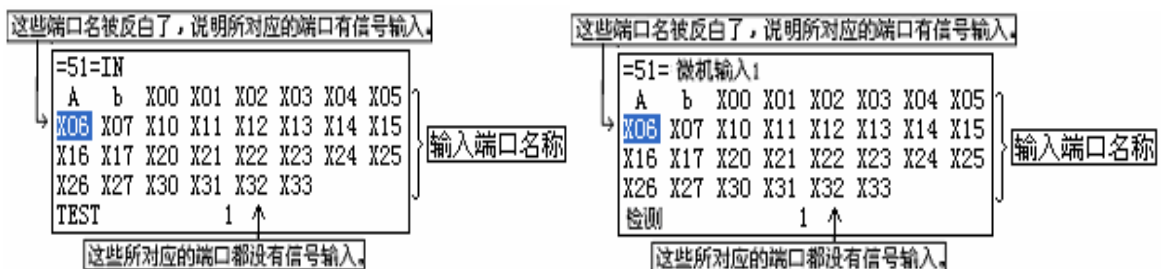 这些端口名被反白了，说明所对应的端口有信号输入。
=51=IN
A b X00 X01 X02 X03 X04 X05
X06 X07 X10 X11 X12 X13 X14 X15
X16 X17 X20 X21 X22 X23 X24 X25
X26 X27 X30 X31 X32 X33
TEST 1
输入端口名称
这些所对应的端口都没有信号输入。
这些端口名被反白了，说明所对应的端口有信号输入。
=51= 微机输入1
A b X00 X01 X02 X03 X04 X05
X06 X07 X10 X11 X12 X13 X14 X15
X16 X17 X20 X21 X22 X23 X24 X25
X26 X27 X30 X31 X32 X33
检测 1
输入端口名称
这些所对应的端口都没有信号输入。